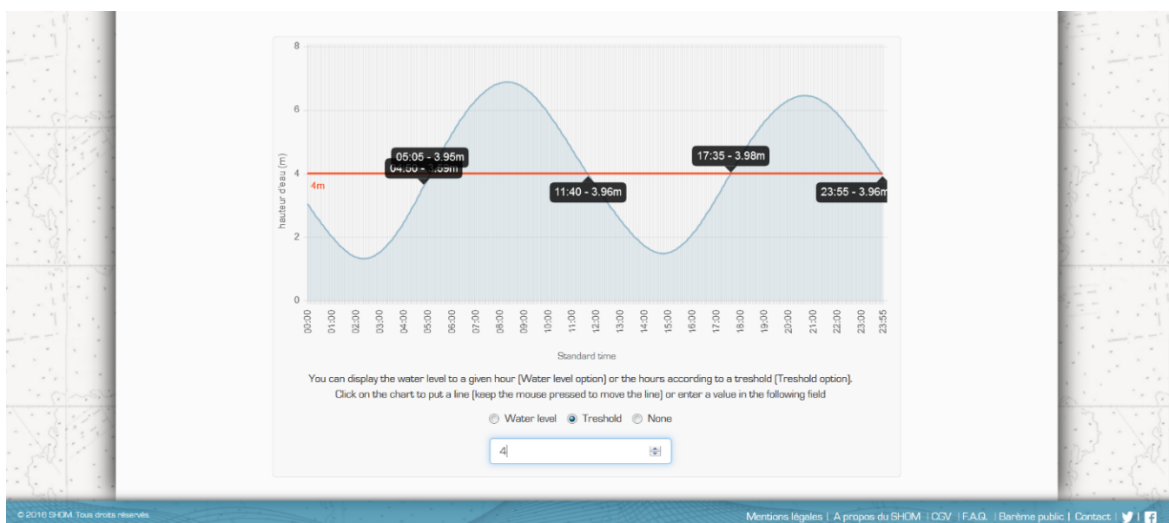 8
6
4
2
0
hauteur d'eau (m)
4m
05:05 - 3.95m
11:40 - 3.96m
17:35 - 3.98m
23:55 - 3.96m
00:00 01:00 02:00 03:00 04:00 05:00 06:00 07:00 08:00 09:00 10:00 11:00 12:00 13:00 14:00 15:00 16:00 17:00 18:00 19:00 20:00 21:00 22:00 23:00 23:55
Standard time
You can display the water level to a given hour (Water level option) or the hours according to a treshold (Treshold option).
Click on the chart to put a line (keep the mouse pressed to move the line) or enter a value in the following field
Water level Treshold None
4
© 2016 SHOM. Tous droits réservés.
Mentions légales | A propos du SHOM | CGV | F.A.Q. | Barème public | Contact |